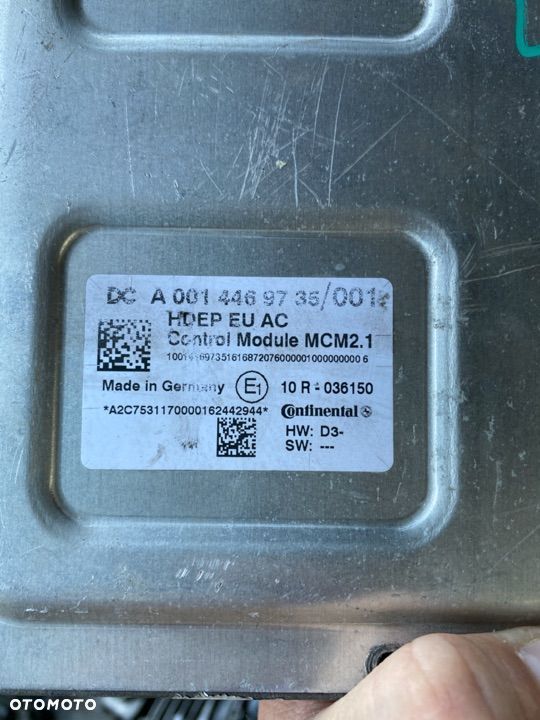 DC A 001 446 97 35/001
HDEP EU AC
Control Module MCM2.1
Made in Germany E1 10 R - 036150
*A2C7531170000162442944* Continental
HW: D3-
SW: ---
OTOMOTO
OTOMOTO